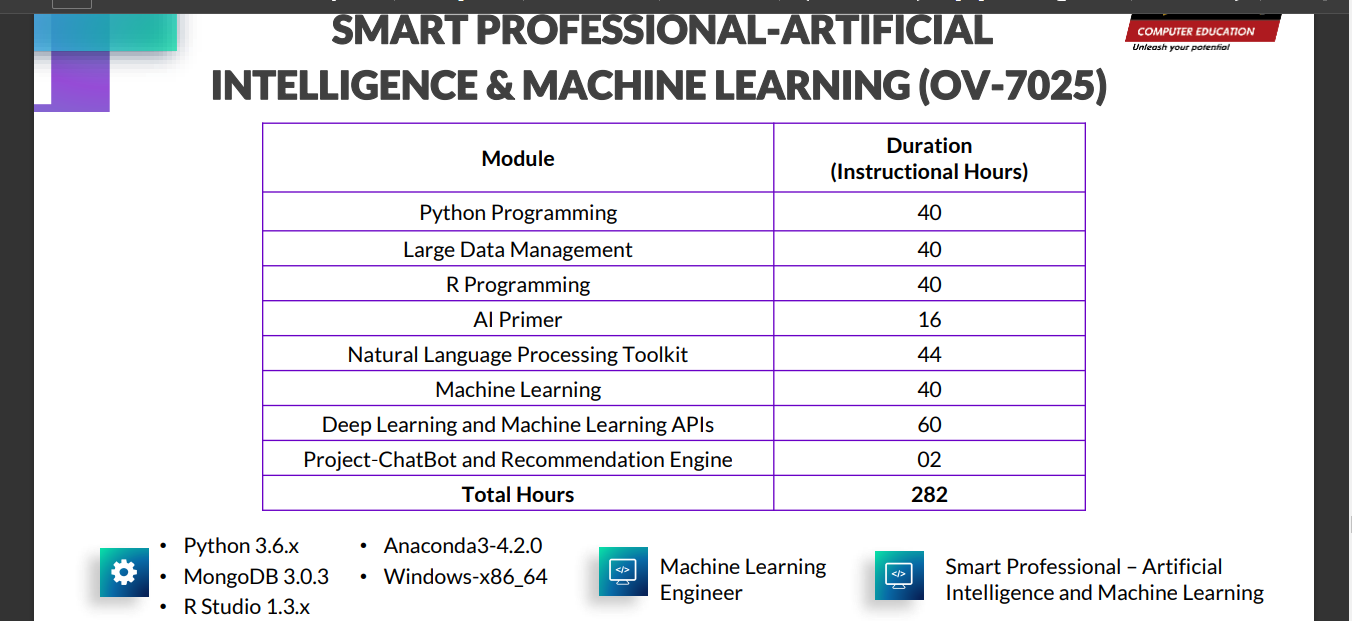 SMART PROFESSIONAL-ARTIFICIAL
INTELLIGENCE & MACHINE LEARNING (OV-7025)
COMPUTER EDUCATION
Unleash your potential
Module
Duration
(Instructional Hours)
Python Programming 40
Large Data Management 40
R Programming 40
AI Primer 16
Natural Language Processing Toolkit 44
Machine Learning 40
Deep Learning and Machine Learning APIs 60
Project-ChatBot and Recommendation Engine 02
Total Hours 282
• Python 3.6.x
• MongoDB 3.0.3
• R Studio 1.3.x
• Anaconda3-4.2.0
• Windows-x86_64
</>
Machine Learning
Engineer
</>
Smart Professional – Artificial
Intelligence and Machine Learning